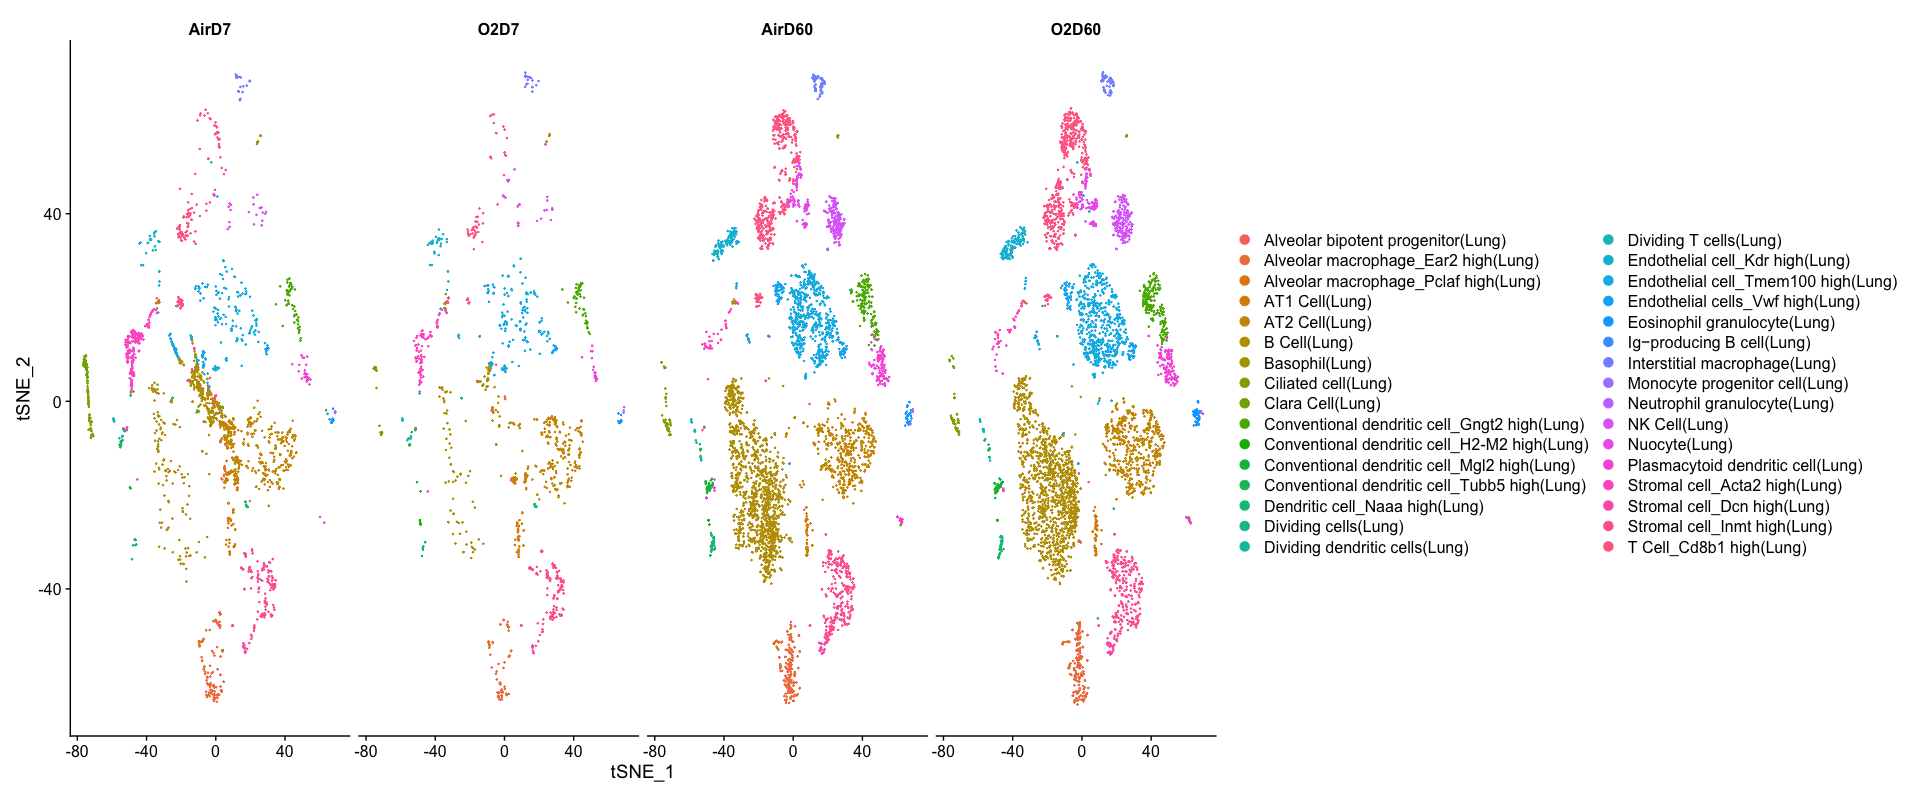 AirD7
O2D7
AirD60
O2D60
tSNE_2
40
0
-40
-80 -40 0 40
-80 -40 0 40
-80 -40 0 40
-80 -40 0 40
tSNE_1
Alveolar bipotent progenitor(Lung)
Alveolar macrophage_Ear2 high(Lung)
Alveolar macrophage_Pclaf high(Lung)
AT1 Cell(Lung)
AT2 Cell(Lung)
B Cell(Lung)
Basophil(Lung)
Ciliated cell(Lung)
Clara Cell(Lung)
Conventional dendritic cell_Gngt2 high(Lung)
Conventional dendritic cell_H2-M2 high(Lung)
Conventional dendritic cell_Mgl2 high(Lung)
Conventional dendritic cell_Tubb5 high(Lung)
Dendritic cell_Naaa high(Lung)
Dividing cells(Lung)
Dividing dendritic cells(Lung)
Dividing T cells(Lung)
Endothelial cell_Kdr high(Lung)
Endothelial cell_Tmem100 high(Lung)
Endothelial cells_Vwf high(Lung)
Eosinophil granulocyte(Lung)
Ig−producing B cell(Lung)
Interstitial macrophage(Lung)
Monocyte progenitor cell(Lung)
Neutrophil granulocyte(Lung)
NK Cell(Lung)
Nuocyte(Lung)
Plasmacytoid dendritic cell(Lung)
Stromal cell_Acta2 high(Lung)
Stromal cell_Dcn high(Lung)
Stromal cell_Inmt high(Lung)
T Cell_Cd8b1 high(Lung)